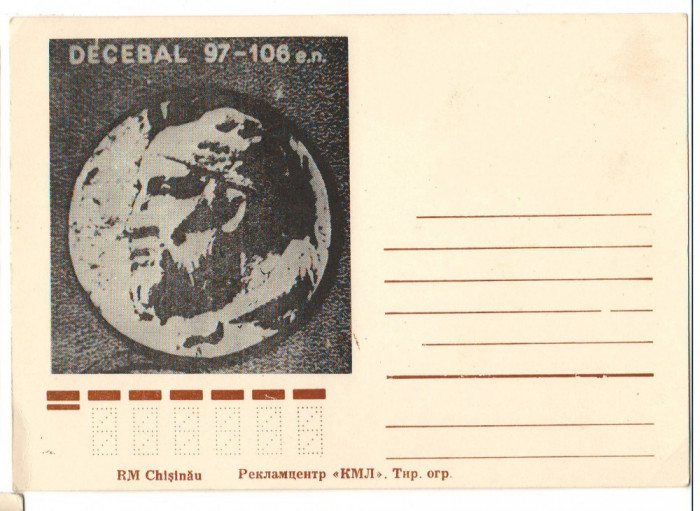 DECEBAL 97-106 e.n.
RM Chişinău Рекламцентр «КМЛ». Тир. огр.